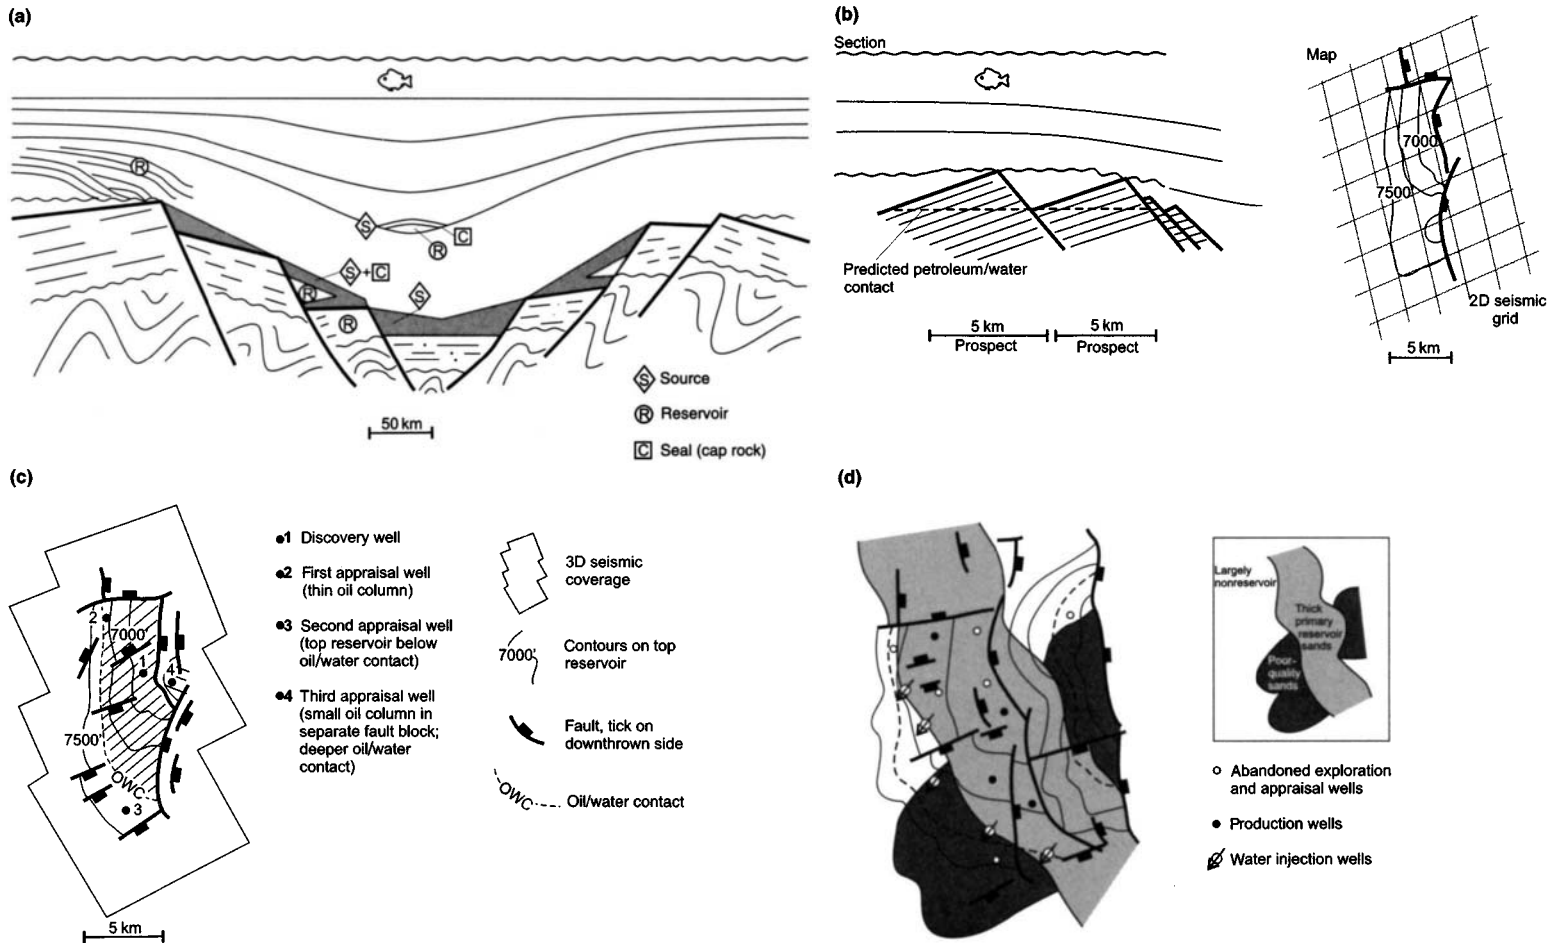 (a)
R
S
C
R
S + C
S
R
R
S Source
R Reservoir
C Seal (cap rock)
50 km
(b)
Section
Map
Predicted petroleum/water
contact
5 km
Prospect
5 km
Prospect
7000'
7500'
2D seismic
grid
5 km
(c)
2
7000'
1
4
7500'
OWC
3
5 km
1 Discovery well
2 First appraisal well
(thin oil column)
3 Second appraisal well
(top reservoir below
oil/water contact)
4 Third appraisal well
(small oil column in
separate fault block;
deeper oil/water
contact)
3D seismic
coverage
7000'
Contours on top
reservoir
Fault, tick on
downthrown side
OWC
Oil/water contact
(d)
Largely
nonreservoir
Thick
primary
reservoir
sands
Poor-
quality
sands
Abandoned exploration
and appraisal wells
Production wells
Water injection wells